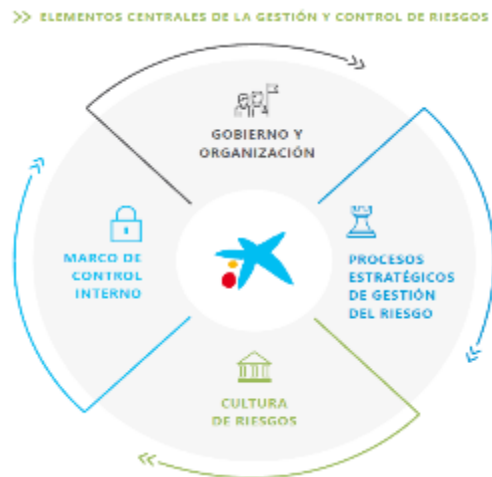 >> ELEMENTOS CENTRALES DE LA GESTIÓN Y CONTROL DE RIESGOS
GOBIERNO Y
ORGANIZACIÓN
MARCO DE
CONTROL
INTERNO
PROCESOS
ESTRATÉGICOS
DE GESTIÓN
DEL RIESGO
CULTURA
DE RIESGOS